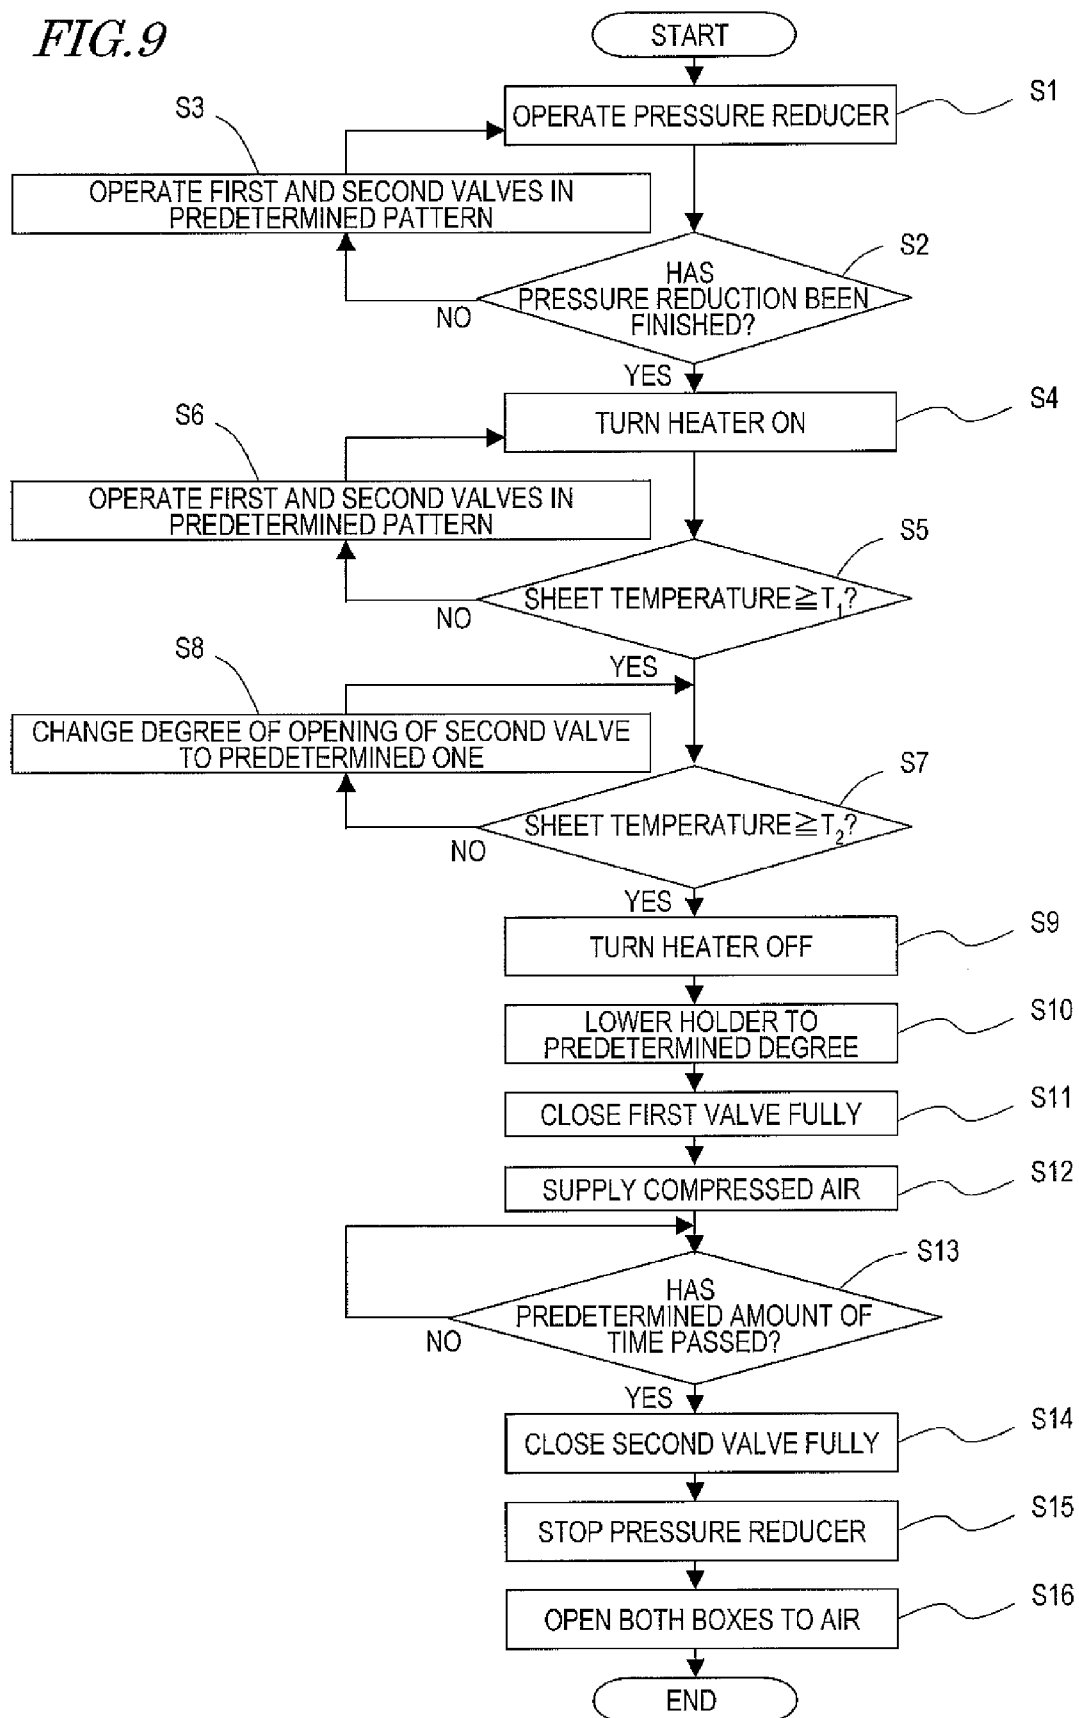 FIG.9
START
S1
OPERATE PRESSURE REDUCER
S3
OPERATE FIRST AND SECOND VALVES IN
PREDETERMINED PATTERN
S2
HAS
PRESSURE REDUCTION BEEN
FINISHED?
NO
YES
S4
TURN HEATER ON
S6
OPERATE FIRST AND SECOND VALVES IN
PREDETERMINED PATTERN
S5
SHEET TEMPERATURE≧T1?
NO
YES
S8
CHANGE DEGREE OF OPENING OF SECOND VALVE
TO PREDETERMINED ONE
S7
SHEET TEMPERATURE≧T2?
NO
YES
S9
TURN HEATER OFF
S10
LOWER HOLDER TO
PREDETERMINED DEGREE
S11
CLOSE FIRST VALVE FULLY
S12
SUPPLY COMPRESSED AIR
S13
HAS
PREDETERMINED AMOUNT OF
TIME PASSED?
NO
YES
S14
CLOSE SECOND VALVE FULLY
S15
STOP PRESSURE REDUCER
S16
OPEN BOTH BOXES TO AIR
END